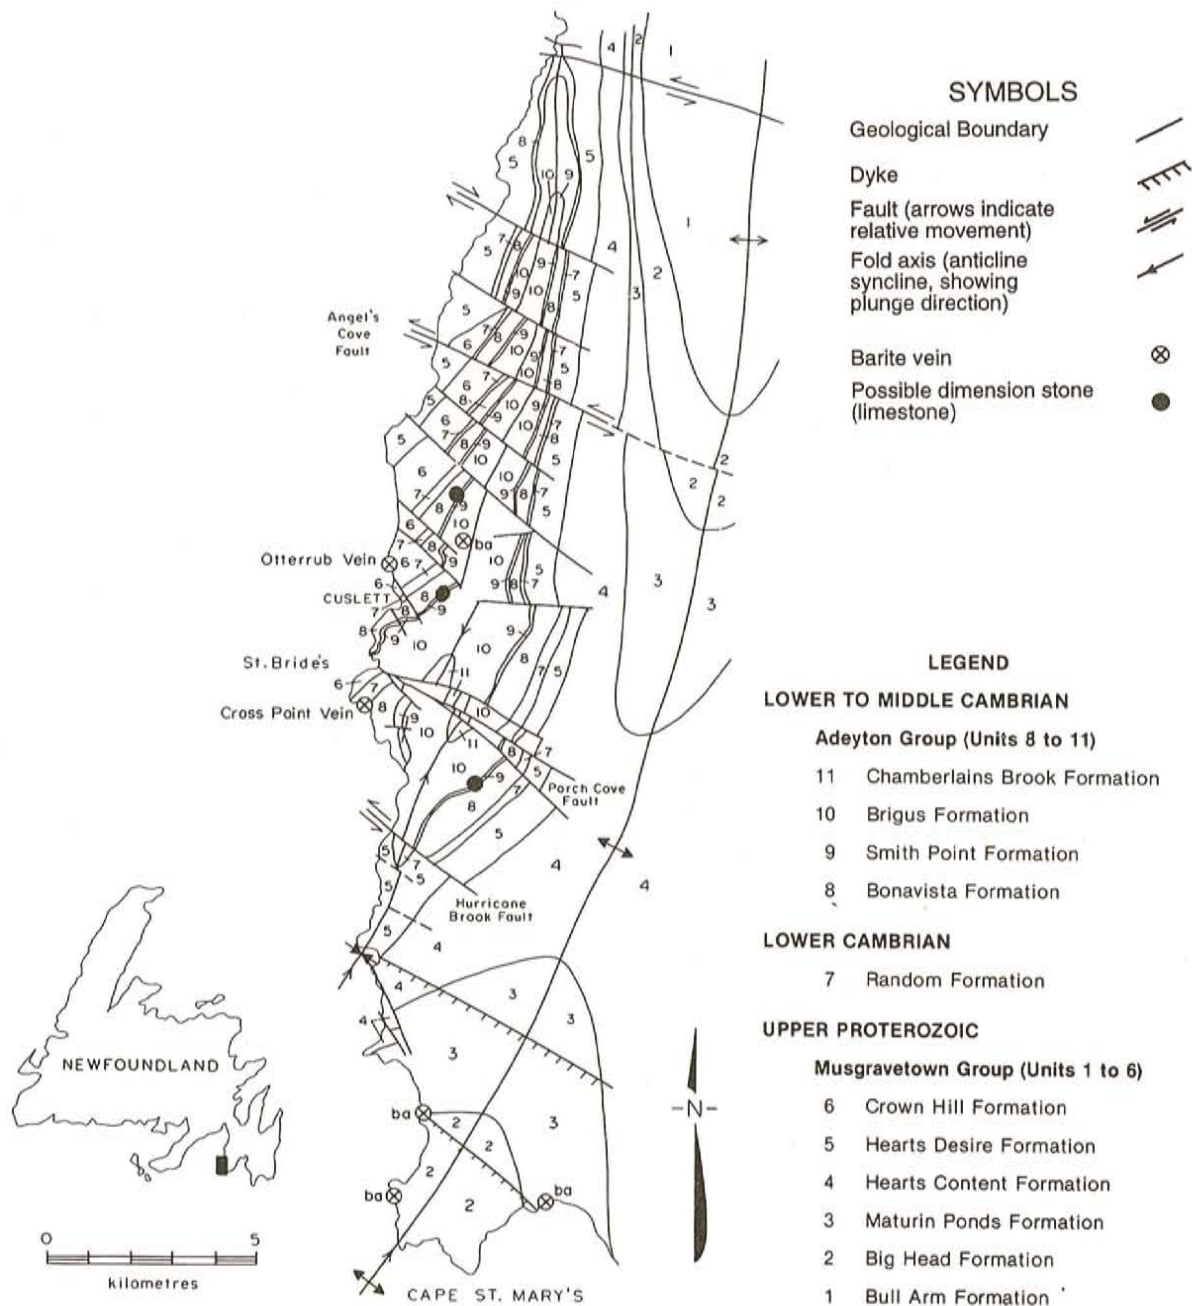 SYMBOLS
Geological Boundary
Dyke
Fault (arrows indicate
relative movement)
Fold axis (anticline
syncline, showing
plunge direction)
Barite vein
Possible dimension stone
(limestone)
Angel's
Cove
Fault
Otterrub Vein
CUSLETT
St. Bride's
Cross Point Vein
ba
Porch Cove
Fault
Hurricane
Brook Fault
ba
ba
ba
CAPE ST. MARY'S
NEWFOUNDLAND
0 5
kilometres
-N-
LEGEND
LOWER TO MIDDLE CAMBRIAN
Adeyton Group (Units 8 to 11)
11 Chamberlains Brook Formation
10 Brigus Formation
9 Smith Point Formation
8 Bonavista Formation
LOWER CAMBRIAN
7 Random Formation
UPPER PROTEROZOIC
Musgravetown Group (Units 1 to 6)
6 Crown Hill Formation
5 Hearts Desire Formation
4 Hearts Content Formation
3 Maturin Ponds Formation
2 Big Head Formation
1 Bull Arm Formation